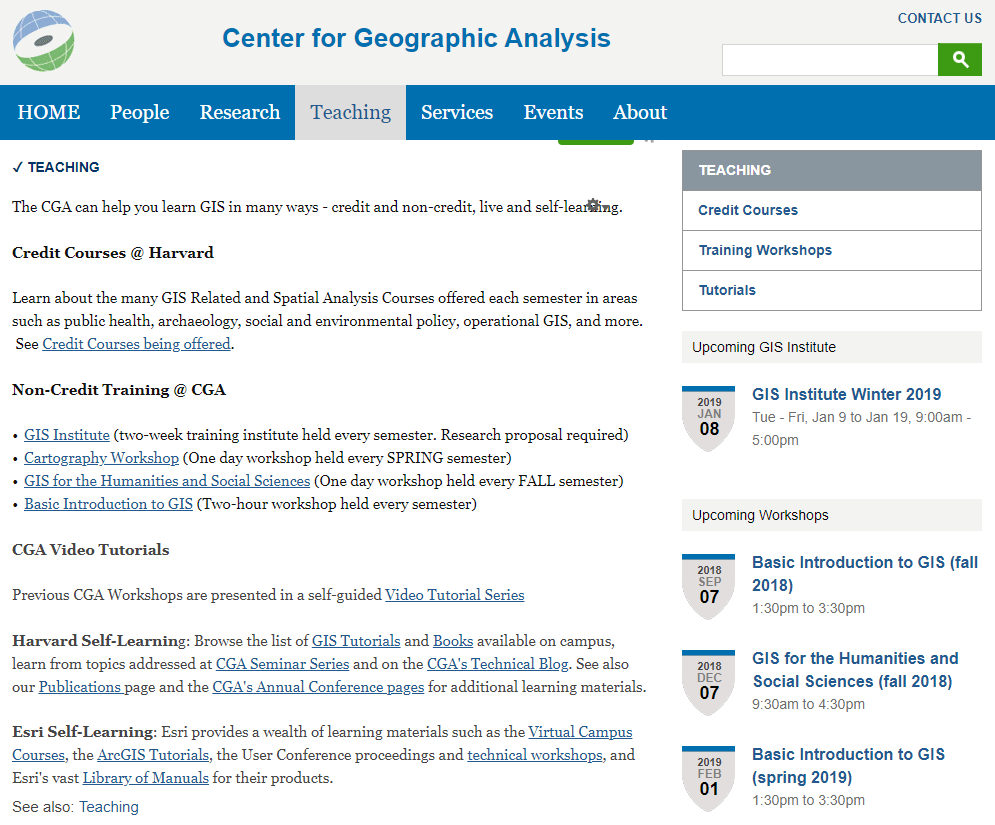 CONTACT US
Center for Geographic Analysis
HOME People Research Teaching Services Events About
✓ TEACHING
The CGA can help you learn GIS in many ways - credit and non-credit, live and self-learning.
Credit Courses @ Harvard
Learn about the many GIS Related and Spatial Analysis Courses offered each semester in areas
such as public health, archaeology, social and environmental policy, operational GIS, and more.
See Credit Courses being offered.
Non-Credit Training @ CGA
• GIS Institute (two-week training institute held every semester. Research proposal required)
• Cartography Workshop (One day workshop held every SPRING semester)
• GIS for the Humanities and Social Sciences (One day workshop held every FALL semester)
• Basic Introduction to GIS (Two-hour workshop held every semester)
CGA Video Tutorials
Previous CGA Workshops are presented in a self-guided Video Tutorial Series
Harvard Self-Learning: Browse the list of GIS Tutorials and Books available on campus,
learn from topics addressed at CGA Seminar Series and on the CGA's Technical Blog. See also
our Publications page and the CGA's Annual Conference pages for additional learning materials.
Esri Self-Learning: Esri provides a wealth of learning materials such as the Virtual Campus
Courses, the ArcGIS Tutorials, the User Conference proceedings and technical workshops, and
Esri's vast Library of Manuals for their products.
See also: Teaching
TEACHING
Credit Courses
Training Workshops
Tutorials
Upcoming GIS Institute
2019
JAN
08
GIS Institute Winter 2019
Tue - Fri, Jan 9 to Jan 19, 9:00am -
5:00pm
Upcoming Workshops
2018
SEP
07
Basic Introduction to GIS (fall
2018)
1:30pm to 3:30pm
2018
DEC
07
GIS for the Humanities and
Social Sciences (fall 2018)
9:30am to 4:30pm
2019
FEB
01
Basic Introduction to GIS
(spring 2019)
1:30pm to 3:30pm